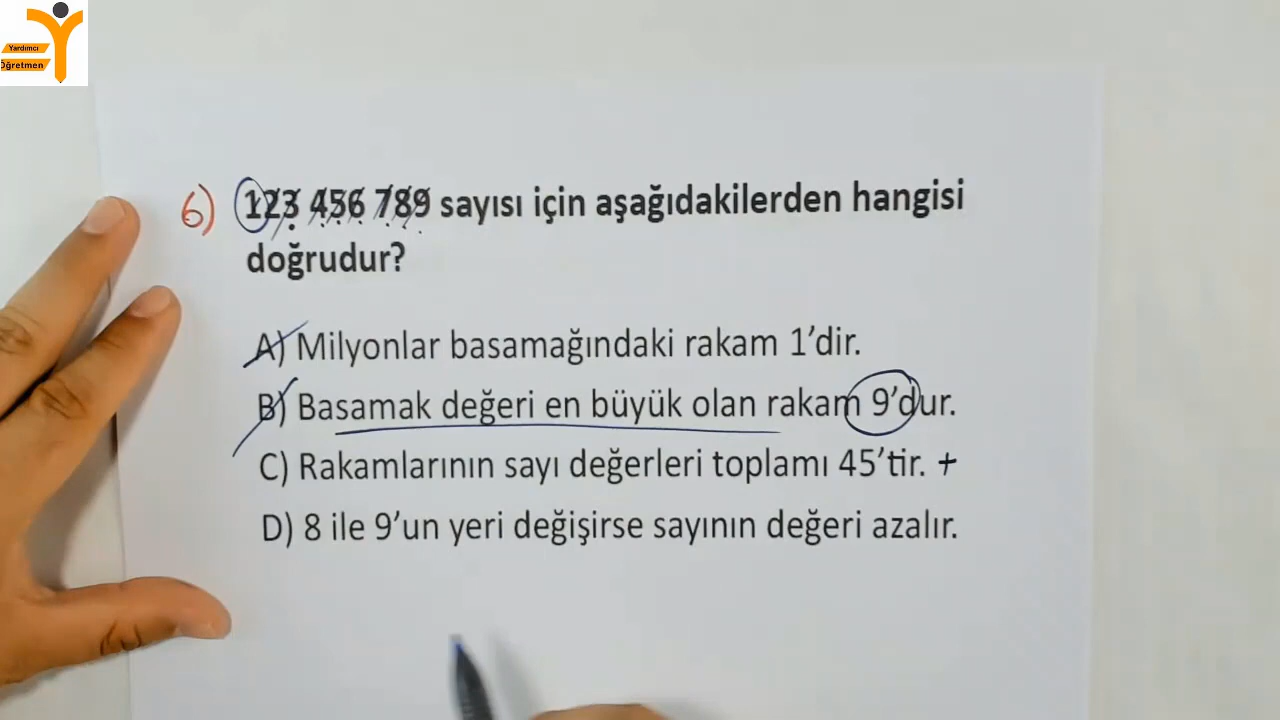 Yardımcı
Öğretmen
6) 123 456 789 sayısı için aşağıdakilerden hangisi
doğrudur?
A) Milyonlar basamağındaki rakam 1'dir.
B) Basamak değeri en büyük olan rakam 9'dur.
C) Rakamlarının sayı değerleri toplamı 45'tir. +
D) 8 ile 9'un yeri değişirse sayının değeri azalır.